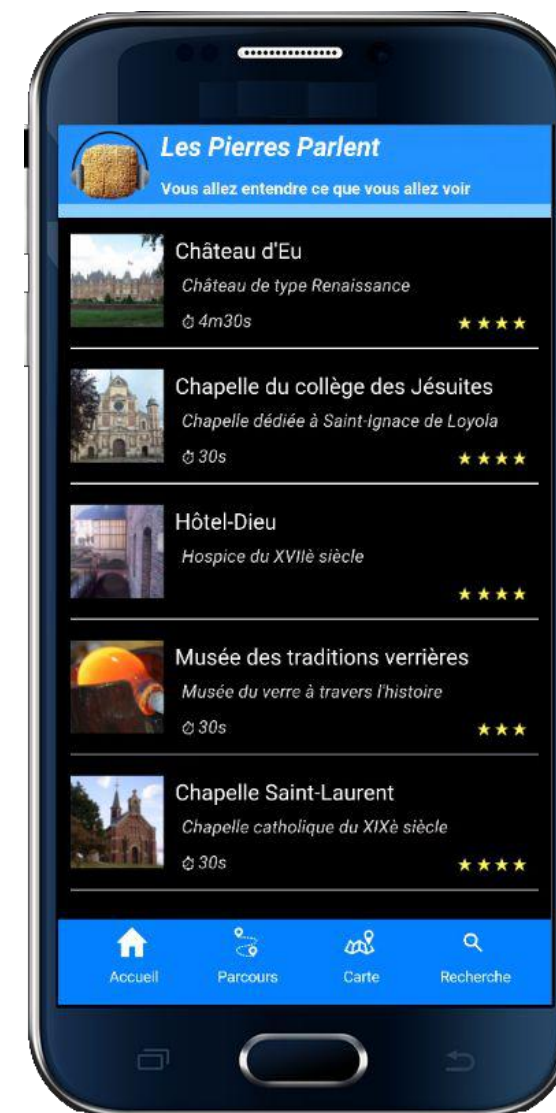 Les Pierres Parlent
Vous allez entendre ce que vous allez voir
Château d'Eu
Château de type Renaissance
4m30s
Chapelle du collège des Jésuites
Chapelle dédiée à Saint-Ignace de Loyola
30s
Hôtel-Dieu
Hospice du XVIIè siècle
Musée des traditions verrières
Musée du verre à travers l'histoire
30s
Chapelle Saint-Laurent
Chapelle catholique du XIXè siècle
30s
Accueil Parcours Carte Recherche